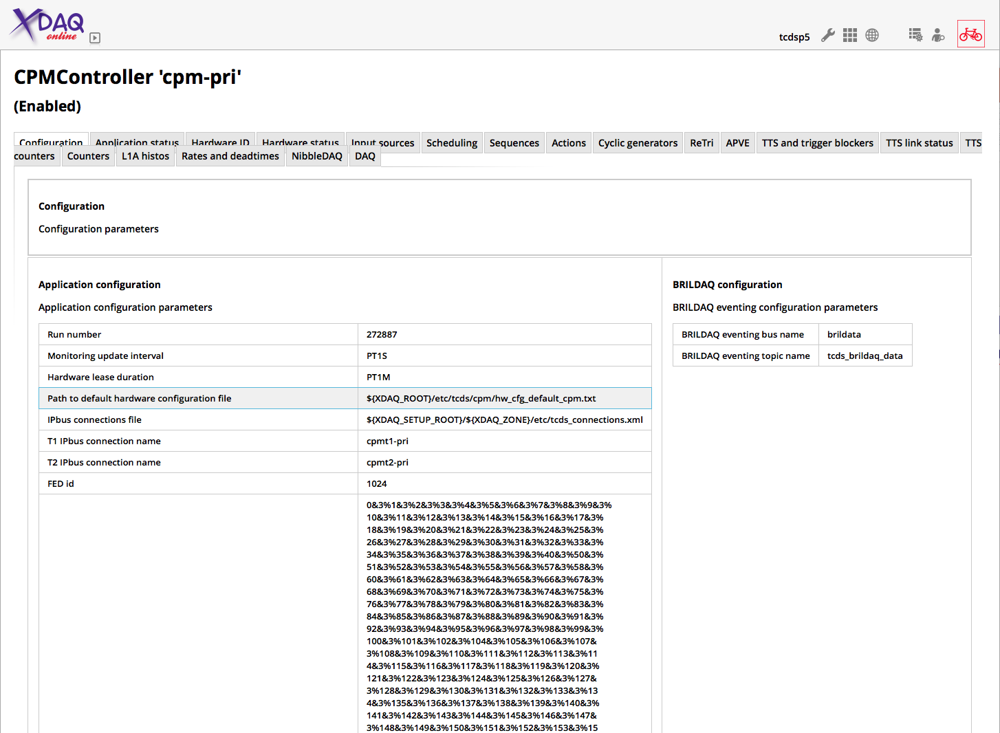 XDAQ
online
tcdsp5
CPMController 'cpm-pri'
(Enabled)
Configuration Application status Hardware ID Hardware status Input sources Scheduling Sequences Actions Cyclic generators ReTri APVE TTS and trigger blockers TTS link status TTS
counters Counters L1A histos Rates and deadtimes NibbleDAQ DAQ
Configuration
Configuration parameters
Application configuration
Application configuration parameters
Run number 272887
Monitoring update interval PT1S
Hardware lease duration PT1M
Path to default hardware configuration file ${XDAQ_ROOT}/etc/tcds/cpm/hw_cfg_default_cpm.txt
IPbus connections file ${XDAQ_SETUP_ROOT}/${XDAQ_ZONE}/etc/tcds_connections.xml
T1 IPbus connection name cpmt1-pri
T2 IPbus connection name cpmt2-pri
FED id 1024
0&3%1&3%2&3%3&3%4&3%5&3%6&3%7&3%8&3%9&3%
10&3%11&3%12&3%13&3%14&3%15&3%16&3%17&3%
18&3%19&3%20&3%21&3%22&3%23&3%24&3%25&3%
26&3%27&3%28&3%29&3%30&3%31&3%32&3%33&3%
34&3%35&3%36&3%37&3%38&3%39&3%40&3%50&3%
51&3%52&3%53&3%54&3%55&3%56&3%57&3%58&3%
60&3%61&3%62&3%63&3%64&3%65&3%66&3%67&3%
68&3%69&3%70&3%71&3%72&3%73&3%74&3%75&3%
76&3%77&3%78&3%79&3%80&3%81&3%82&3%83&3%
84&3%85&3%86&3%87&3%88&3%89&3%90&3%91&3%
92&3%93&3%94&3%95&3%96&3%97&3%98&3%99&3%
100&3%101&3%102&3%104&3%105&3%106&3%107&
3%108&3%109&3%110&3%111&3%112&3%113&3%11
4&3%115&3%116&3%117&3%118&3%119&3%120&3%
121&3%122&3%123&3%124&3%125&3%126&3%127&
3%128&3%129&3%130&3%131&3%132&3%133&3%13
4&3%135&3%136&3%137&3%138&3%139&3%140&3%
141&3%142&3%143&3%144&3%145&3%146&3%147&
3%148&3%149&3%150&3%151&3%152&3%153&3%15
BRILDAQ configuration
BRILDAQ eventing configuration parameters
BRILDAQ eventing bus name brildata
BRILDAQ eventing topic name tcds_brildaq_data